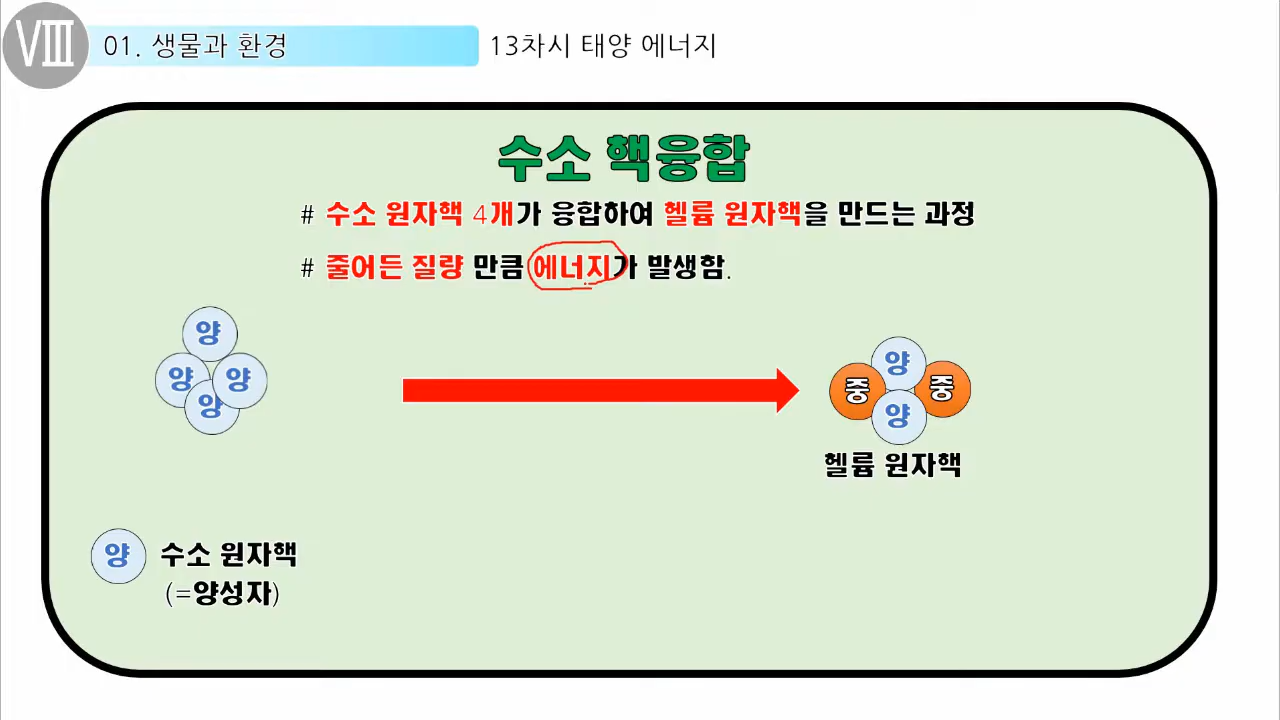 Ⅷ
01. 생물과 환경
13차시 태양 에너지
수소 핵융합
# 수소 원자핵 4개가 융합하여 헬륨 원자핵을 만드는 과정
# 줄어든 질량 만큼 에너지가 발생함.
양
양 양
양
양
중 중
양
헬륨 원자핵
양 수소 원자핵
(=양성자)